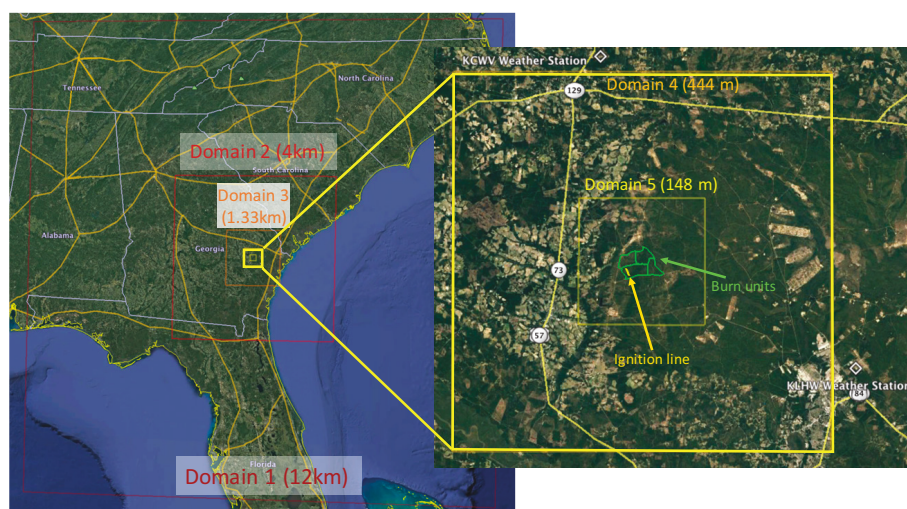 Tennessee
North Carolina
Domain 2 (4km)
South Carolina
Domain 3
(1.33km)
Alabama
Georgia
Florida
Domain 1 (12km)
KCWV Weather Station
129
Domain 4 (444 m)
Domain 5 (148 m)
73
Burn units
57
Ignition line
KLHW Weather Station
84